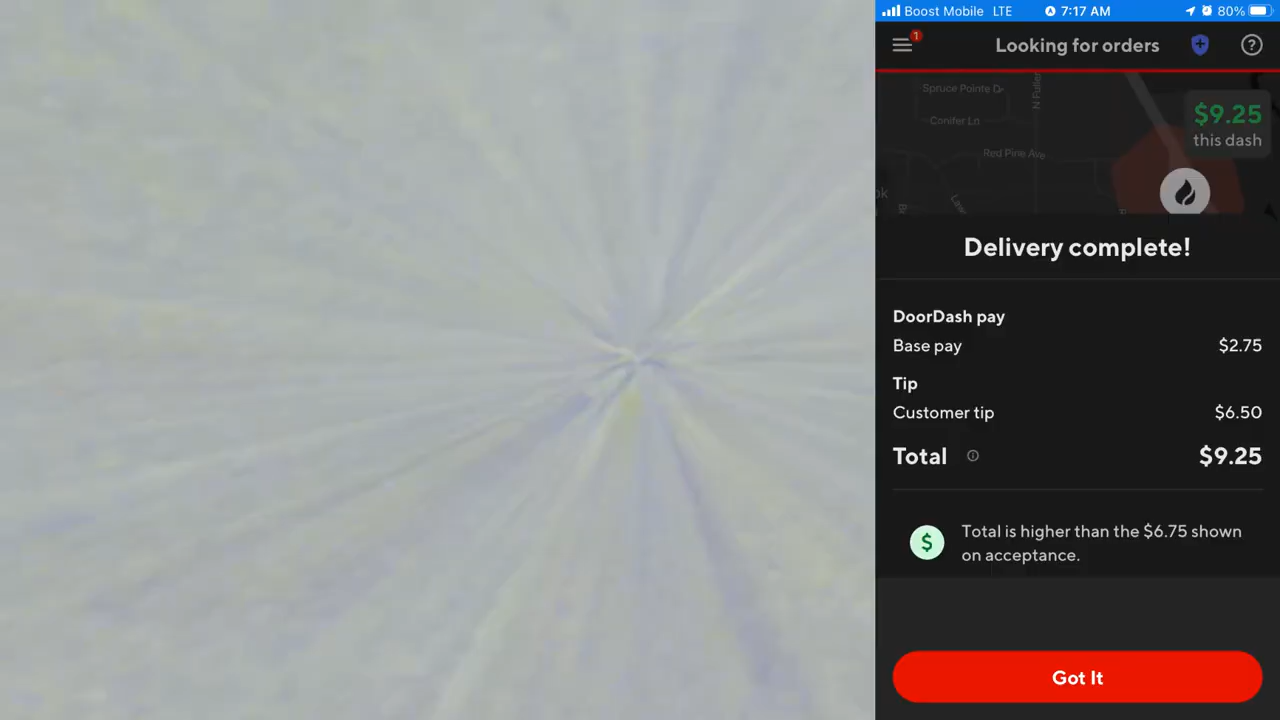 Boost Mobile LTE 7:17 AM 80%
1
Looking for orders
Spruce Pointe D
N Fuller
$9.25
this dash
Conifer Ln
Red Pine Ave
Delivery complete!
DoorDash pay
Base pay $2.75
Tip
Customer tip $6.50
Total $9.25
$ Total is higher than the $6.75 shown
on acceptance.
Got It